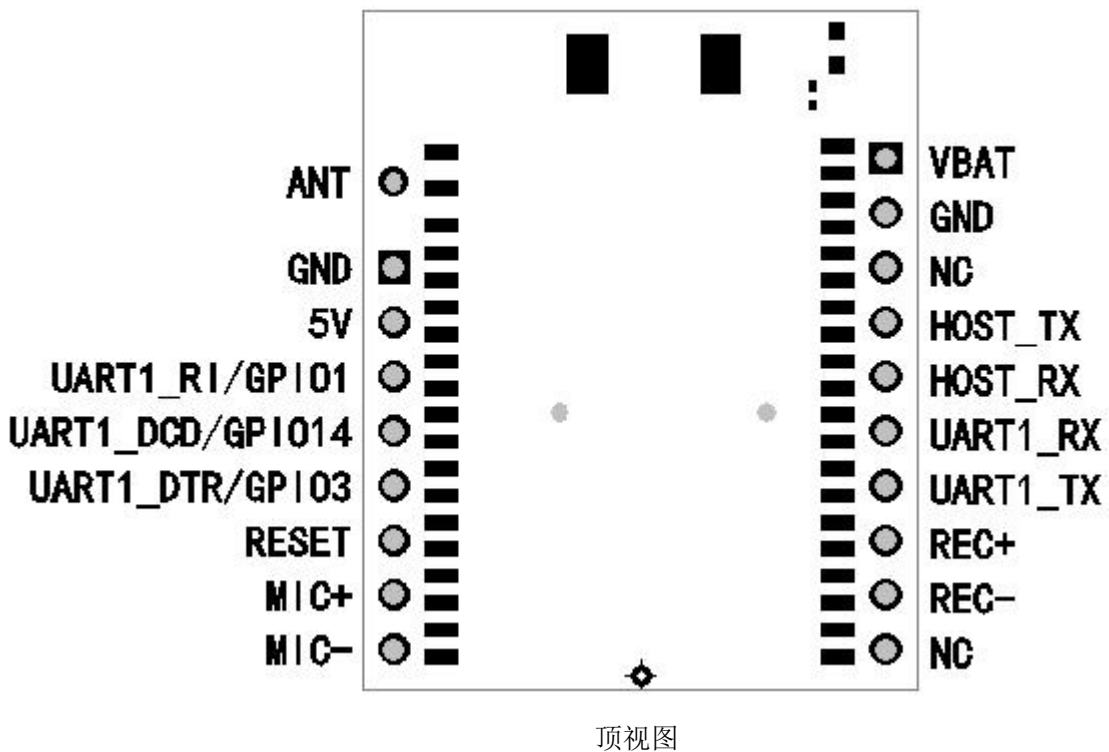 ANT
GND
5V
UART1_RI/GPIO1
UART1_DCD/GPIO14
UART1_DTR/GPIO3
RESET
MIC+
MIC-
VBAT
GND
NC
HOST_TX
HOST_RX
UART1_RX
UART1_TX
REC+
REC-
NC
顶视图